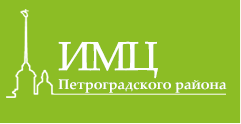 ИМЦ
Петроградского района